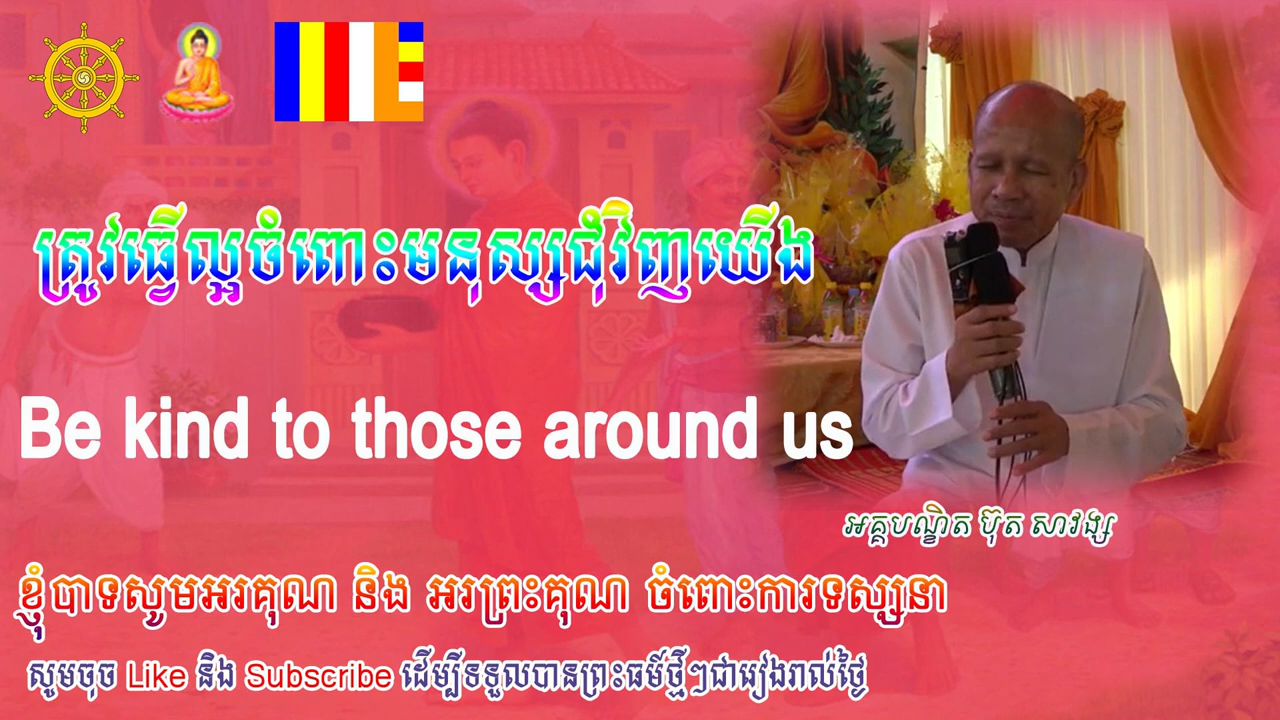 ត្រូវធ្វើល្អចំពោះមនុស្សជុំវិញយើង
Be kind to those around us
អគ្គបណ្ឌិត ប៊ុត សាវង្ស
ខ្ញុំបាទសូមអរគុណ និង អរព្រះគុណ ចំពោះការទស្សនា
សូមចុច Like និង Subscribe ដើម្បីទទួលបានព្រះធម៌ថ្មីៗជារៀងរាល់ថ្ងៃ